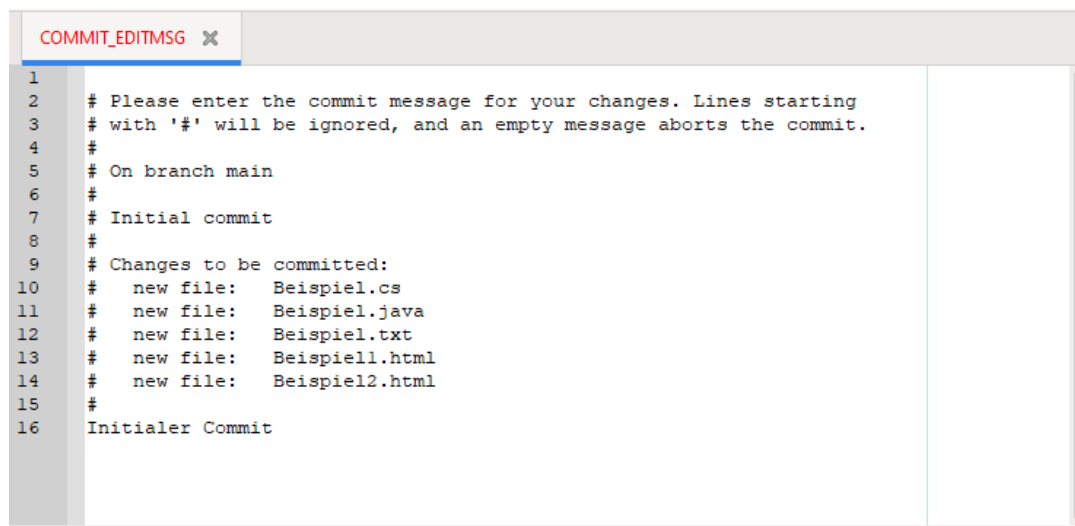 COMMIT_EDITMSG
1
2 # Please enter the commit message for your changes. Lines starting
3 # with '#' will be ignored, and an empty message aborts the commit.
4 #
5 # On branch main
6 #
7 # Initial commit
8 #
9 # Changes to be committed:
10 #   new file:   Beispiel.cs
11 #   new file:   Beispiel.java
12 #   new file:   Beispiel.txt
13 #   new file:   Beispiel1.html
14 #   new file:   Beispiel2.html
15 #
16 Initialer Commit